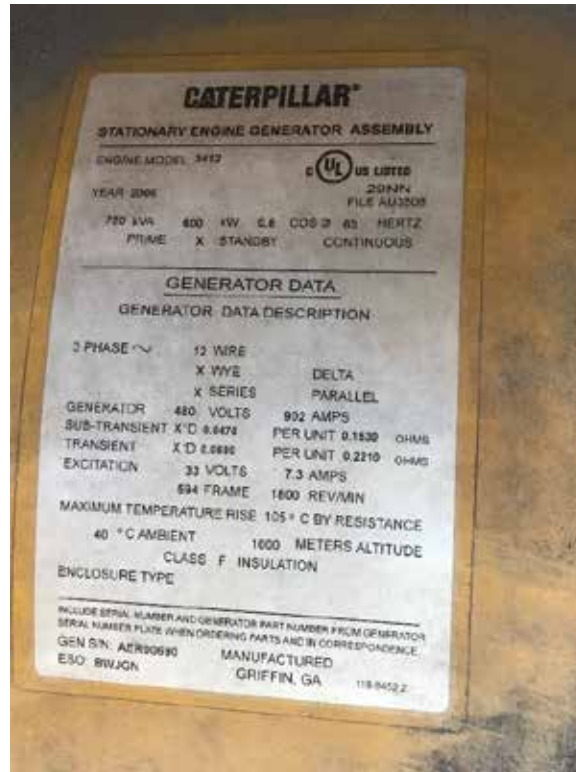 CATERPILLAR®
STATIONARY ENGINE GENERATOR ASSEMBLY
ENGINE MODEL 3412
C UL US LISTED
YEAR 2006
20NN
FILE AU3508
750 kVA 600 kW 0.8 COS Ø 60 HERTZ
PRIME X STANDBY CONTINUOUS
GENERATOR DATA
GENERATOR DATA DESCRIPTION
3 PHASE ~ 12 WIRE
X WYE DELTA
X SERIES PARALLEL
GENERATOR 480 VOLTS 902 AMPS
SUB-TRANSIENT X"D PER UNIT 0.1530 OHMS
TRANSIENT X'D PER UNIT 0.2210 OHMS
EXCITATION 33 VOLTS 7.3 AMPS
594 FRAME 1800 REV/MIN
MAXIMUM TEMPERATURE RISE 105° C BY RESISTANCE
40 °C AMBIENT 1000 METERS ALTITUDE
CLASS F INSULATION
ENCLOSURE TYPE
INCLUDE SERIAL NUMBER AND GENERATOR PART NUMBER FROM GENERATOR
SERIAL NUMBER PLATE WHEN ORDERING PARTS AND IN CORRESPONDENCE.
GEN S/N: MANUFACTURED
ESO: BWJGN GRIFFIN, GA